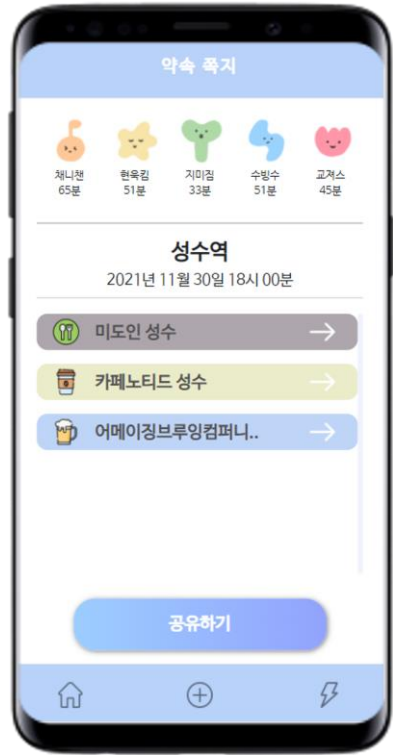 약속 쪽지
채니챈 현욱킴 지미짐 수빙수 교져스
65분 51분 33분 51분 45분
성수역
2021년 11월 30일 18시 00분
미도인 성수
카페노티드 성수
어메이징브루잉컴퍼니..
공유하기